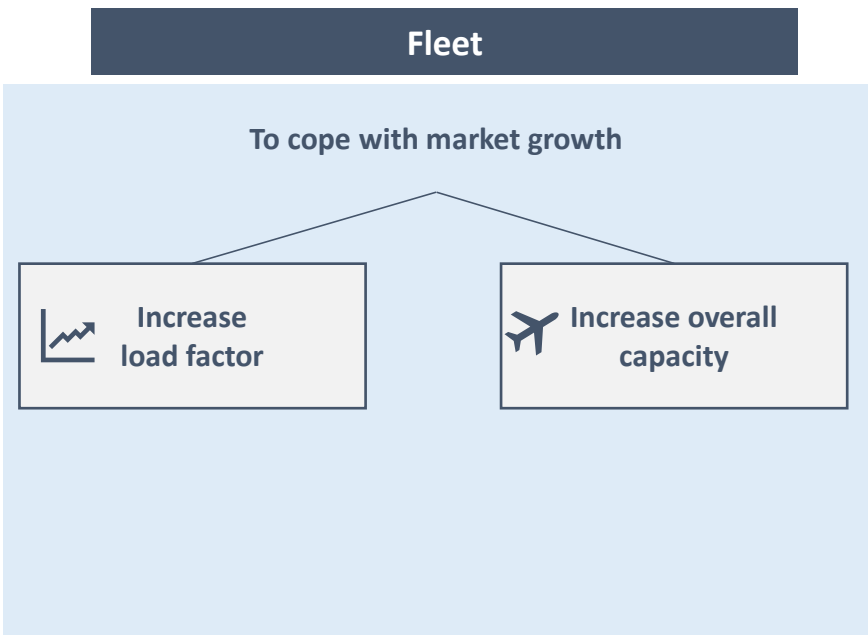 Fleet
To cope with market growth
Increase
load factor
Increase overall
capacity